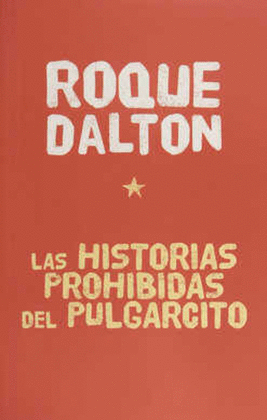 ROQUE
DALTON
LAS HISTORIAS
PROHIBIDAS
DEL PULGARCITO